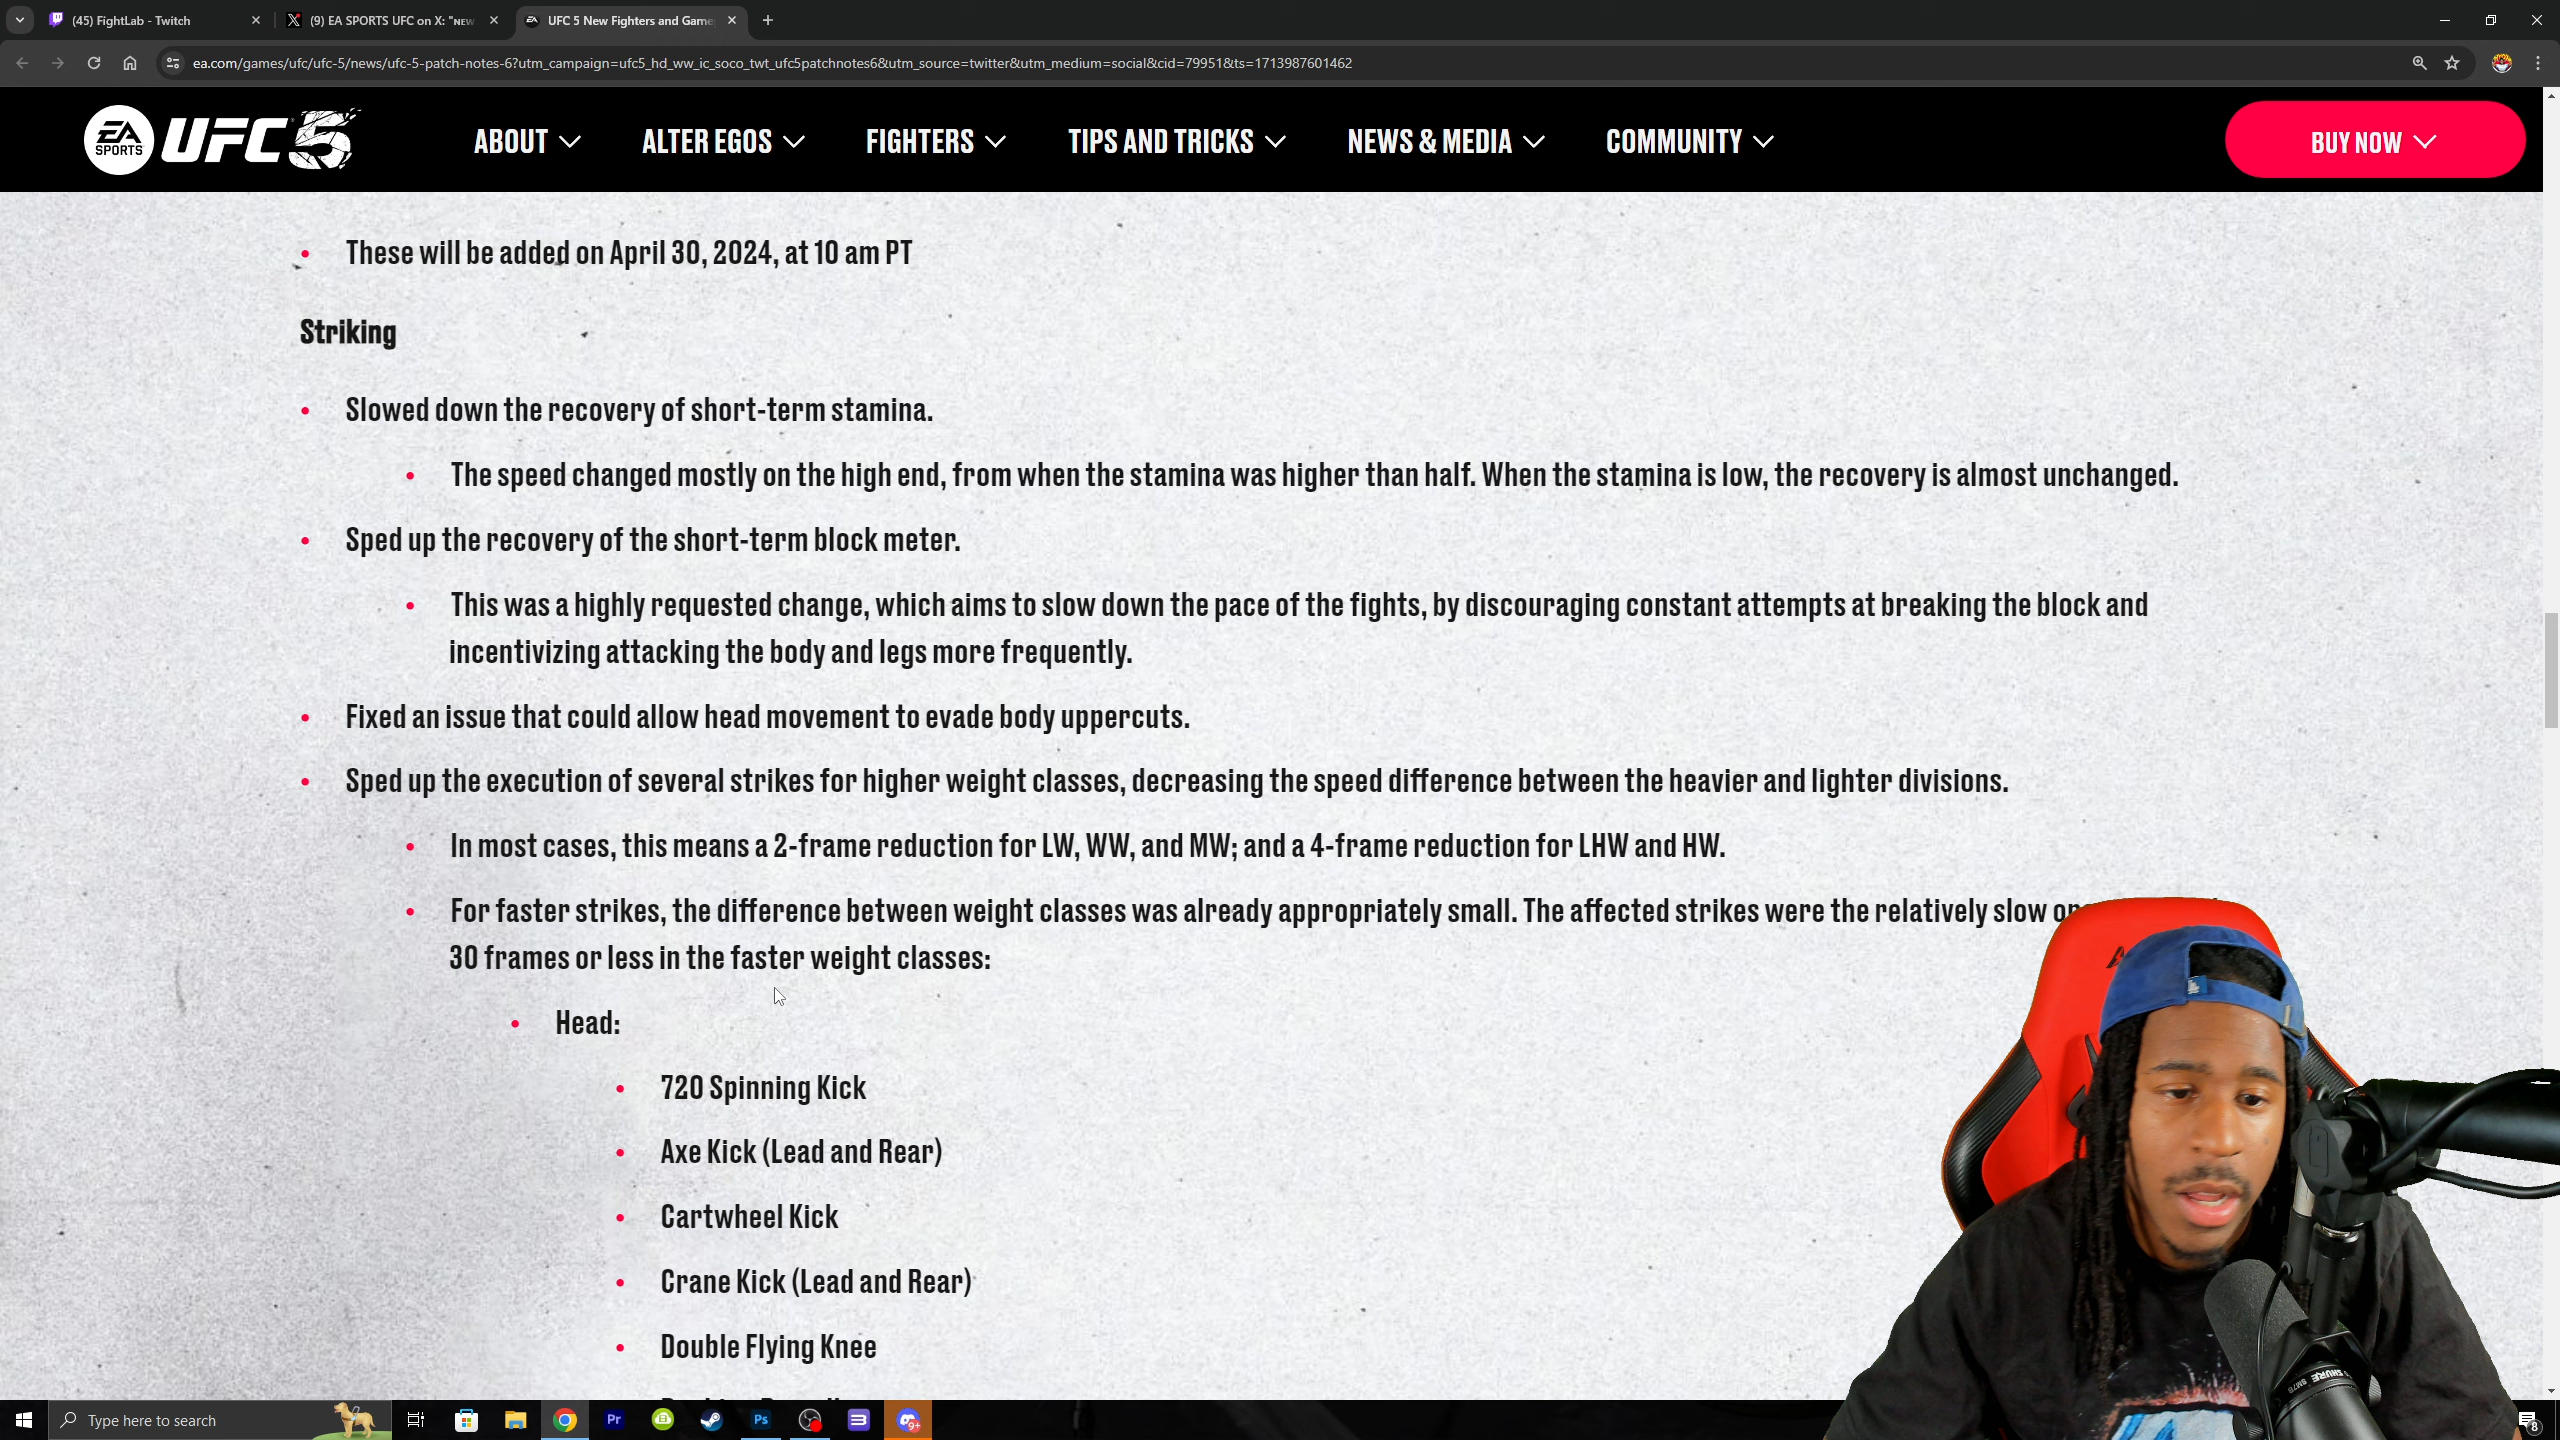 (45) FightLab - Twitch
(9) EA SPORTS UFC on X: "NEW
UFC 5 New Fighters and Game
ea.com/games/ufc/ufc-5/news/ufc-5-patch-notes-6?utm_campaign=ufc5_hd_ww_ic_soco_twt_ufc5patchnotes6&utm_source=twitter&utm_medium=social&cid=79951&ts=1713987601462
EA SPORTS UFC 5
ABOUT ALTER EGOS FIGHTERS TIPS AND TRICKS NEWS & MEDIA COMMUNITY BUY NOW
• These will be added on April 30, 2024, at 10 am PT
Striking
• Slowed down the recovery of short-term stamina.
• The speed changed mostly on the high end, from when the stamina was higher than half. When the stamina is low, the recovery is almost unchanged.
• Sped up the recovery of the short-term block meter.
• This was a highly requested change, which aims to slow down the pace of the fights, by discouraging constant attempts at breaking the block and
incentivizing attacking the body and legs more frequently.
• Fixed an issue that could allow head movement to evade body uppercuts.
• Sped up the execution of several strikes for higher weight classes, decreasing the speed difference between the heavier and lighter divisions.
• In most cases, this means a 2-frame reduction for LW, WW, and MW; and a 4-frame reduction for LHW and HW.
• For faster strikes, the difference between weight classes was already appropriately small. The affected strikes were the relatively slow
30 frames or less in the faster weight classes:
• Head:
• 720 Spinning Kick
• Axe Kick (Lead and Rear)
• Cartwheel Kick
• Crane Kick (Lead and Rear)
• Double Flying Knee
Type here to search
Pr
Ps
9+
8
SHURE SM7B